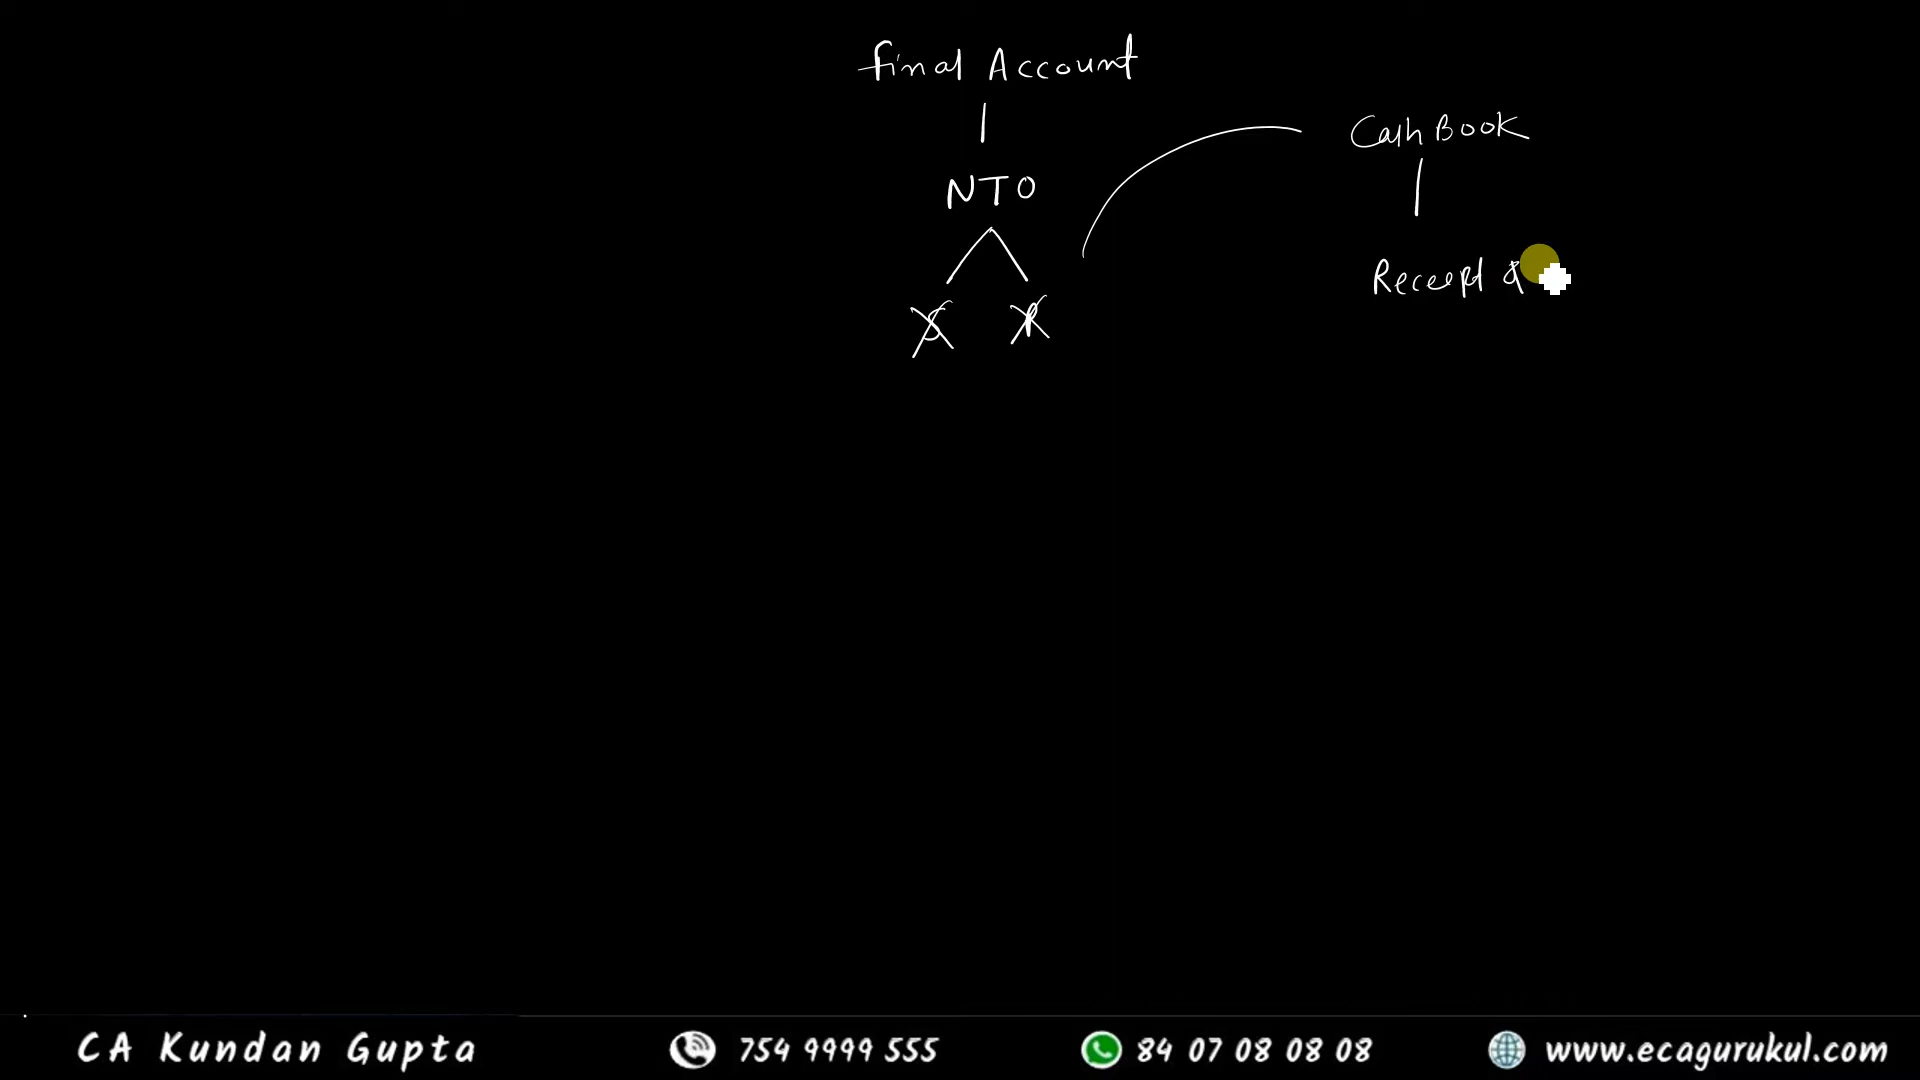 Final Account
NTO
S P
Cash Book
Receipt &
CA Kundan Gupta 754 9999 555 84 07 08 08 08 www.ecagurukul.com